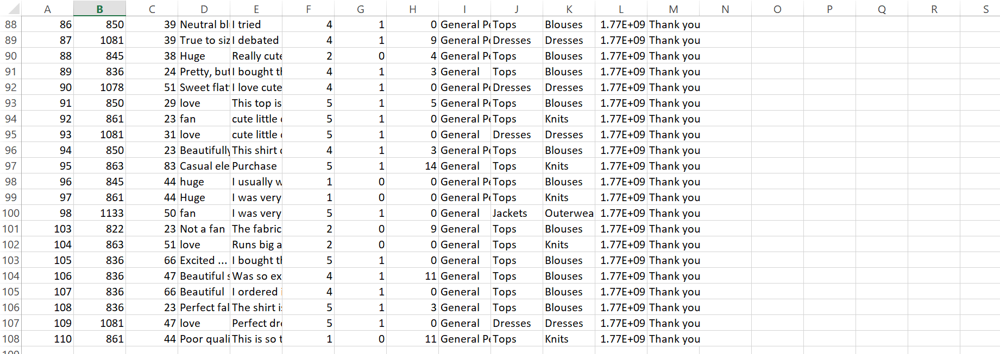 A B C D E F G H I J K L M N O P Q R S
88 86 850 39 Neutral bl I tried 4 1 0 General Pe Tops Blouses 1.77E+09 Thank you
89 87 1081 39 True to siz I debated 4 1 9 General Pe Dresses Dresses 1.77E+09 Thank you
90 88 845 38 Huge Really cute 2 0 4 General Pe Tops Blouses 1.77E+09 Thank you
91 89 836 24 Pretty, but I bought th 4 1 3 General Tops Blouses 1.77E+09 Thank you
92 90 1078 51 Sweet flat I love cute 4 1 0 General Pe Dresses Dresses 1.77E+09 Thank you
93 91 850 29 love This top is 5 1 5 General Pe Tops Blouses 1.77E+09 Thank you
94 92 861 23 fan cute little 5 1 0 General Pe Tops Knits 1.77E+09 Thank you
95 93 1081 31 love cute little 5 1 0 General Dresses Dresses 1.77E+09 Thank you
96 94 850 23 Beautifully This shirt 4 1 3 General Pe Tops Blouses 1.77E+09 Thank you
97 95 863 83 Casual ele Purchase 5 1 14 General Tops Knits 1.77E+09 Thank you
98 96 845 44 huge I usually w 1 0 0 General Pe Tops Blouses 1.77E+09 Thank you
99 97 861 44 Huge I was very 1 0 0 General Pe Tops Knits 1.77E+09 Thank you
100 98 1133 50 fan I was very 5 1 0 General Jackets Outerwea 1.77E+09 Thank you
101 103 822 23 Not a fan The fabric 2 0 9 General Tops Blouses 1.77E+09 Thank you
102 104 863 51 love Runs big a 2 0 0 General Tops Knits 1.77E+09 Thank you
103 105 836 66 Excited ... I bought th 5 1 0 General Tops Blouses 1.77E+09 Thank you
104 106 836 47 Beautiful s Was so ex 4 1 11 General Tops Blouses 1.77E+09 Thank you
105 107 836 66 Beautiful I ordered 4 1 0 General Tops Blouses 1.77E+09 Thank you
106 108 836 23 Perfect fal The shirt is 5 1 3 General Tops Blouses 1.77E+09 Thank you
107 109 1081 47 love Perfect dre 5 1 0 General Dresses Dresses 1.77E+09 Thank you
108 110 861 44 Poor quali This is so t 1 0 11 General Pe Tops Knits 1.77E+09 Thank you